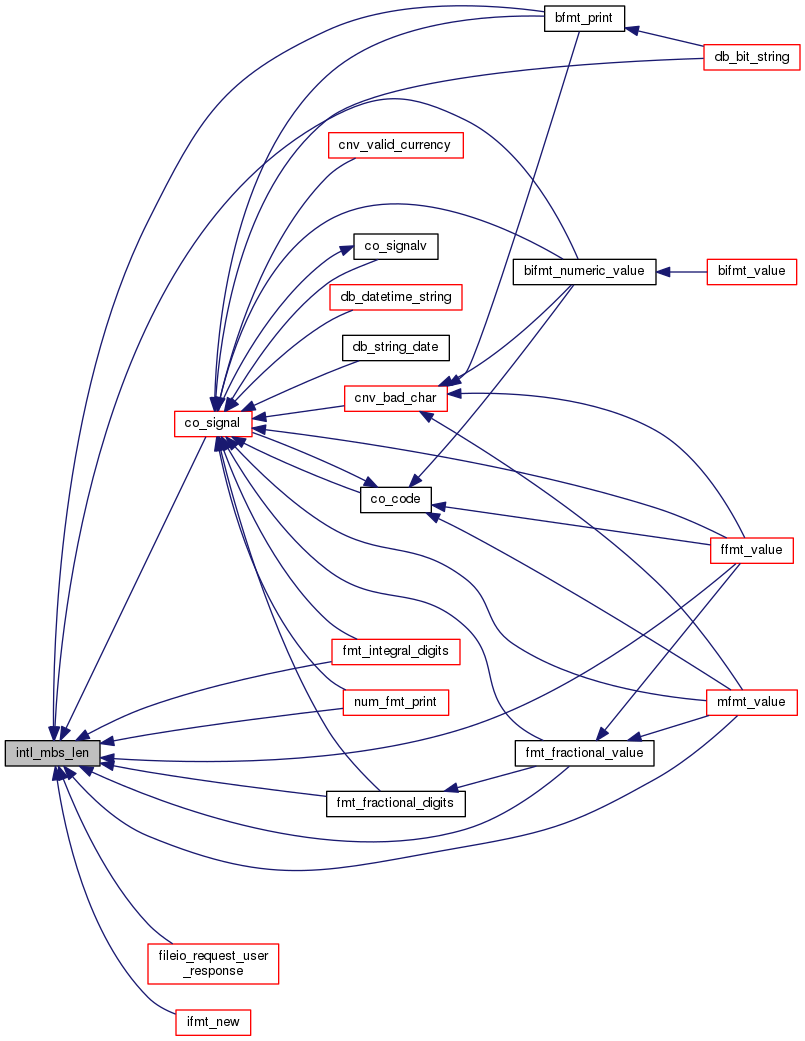 bfmt_print
db_bit_string
cnv_valid_currency
co_signalv
bifmt_numeric_value
bifmt_value
db_datetime_string
db_string_date
cnv_bad_char
co_signal
co_code
ffmt_value
fmt_integral_digits
num_fmt_print
mfmt_value
intl_mbs_len
fmt_fractional_value
fmt_fractional_digits
fileio_request_user
_response
ifmt_new